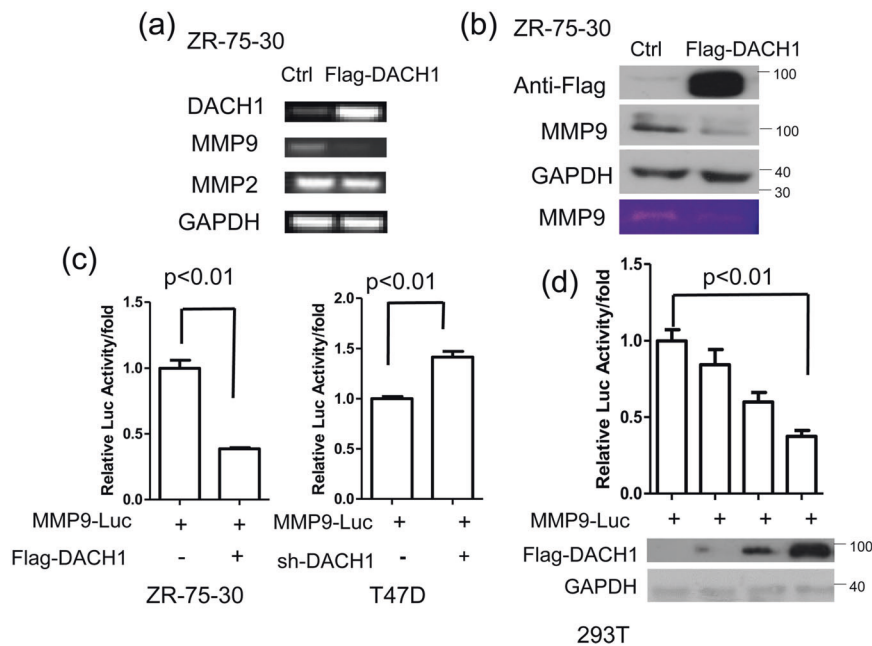 (a)
ZR-75-30
Ctrl Flag-DACH1
DACH1
MMP9
MMP2
GAPDH
(b)
ZR-75-30
Ctrl Flag-DACH1
Anti-Flag
100
MMP9
100
GAPDH
40
30
MMP9
(c)
p<0.01
Relative Luc Activity/fold
1.5
1.0
0.5
0.0
MMP9-Luc + +
Flag-DACH1 - +
ZR-75-30
p<0.01
Relative Luc Activity/fold
2.0
1.5
1.0
0.5
0.0
MMP9-Luc + +
sh-DACH1 - +
T47D
(d)
p<0.01
Relative Luc Activity/fold
1.5
1.0
0.5
0.0
MMP9-Luc + + + +
Flag-DACH1
100
GAPDH
40
293T